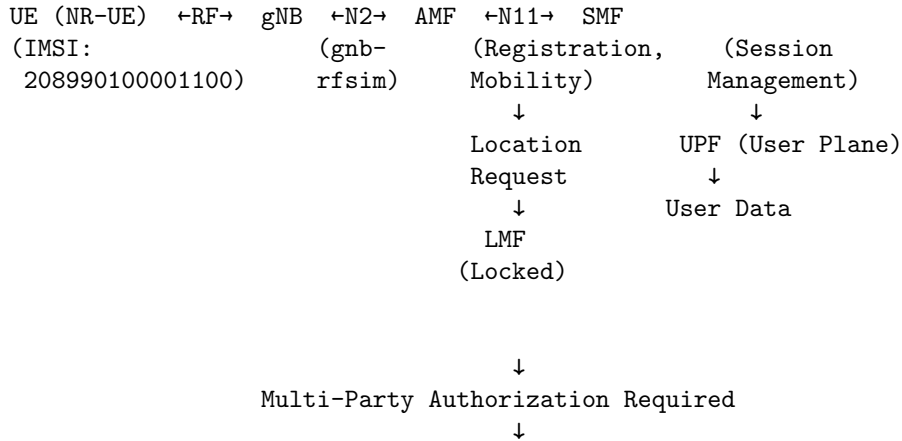 UE (NR-UE) ←RF→ gNB ←N2→ AMF ←N11→ SMF
(IMSI: (gnb- (Registration, (Session
208990100001100) rfsim) Mobility) Management)
↓ ↓
Location UPF (User Plane)
Request ↓
↓ User Data
LMF
(Locked)
↓
Multi-Party Authorization Required
↓